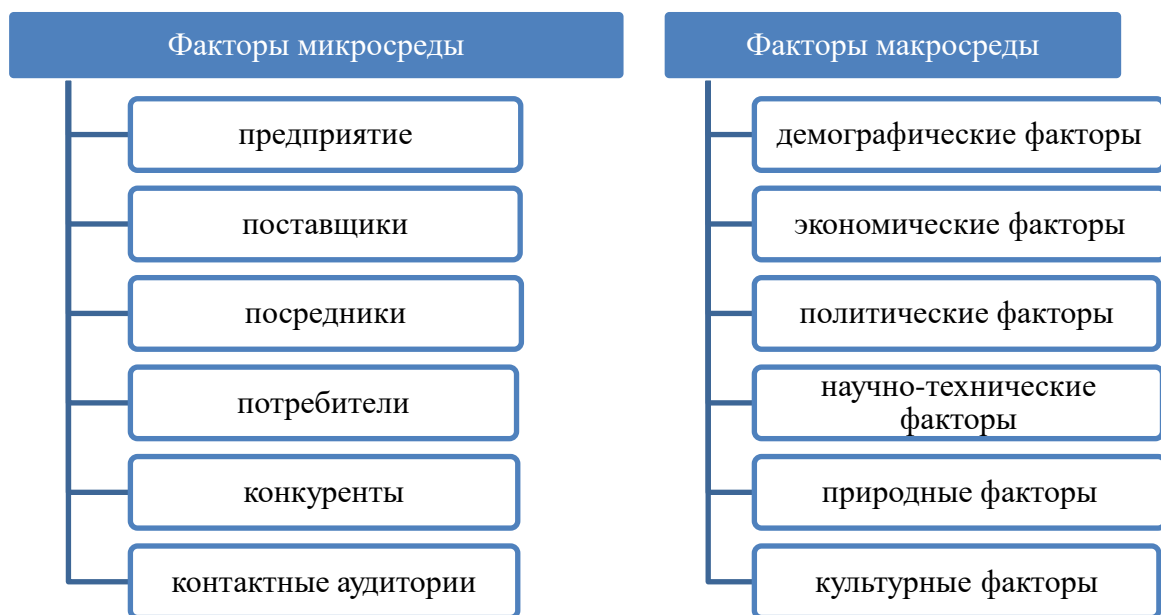 Факторы микросреды
предприятие
поставщики
посредники
потребители
конкуренты
контактные аудитории
Факторы макросреды
демографические факторы
экономические факторы
политические факторы
научно-технические
факторы
природные факторы
культурные факторы